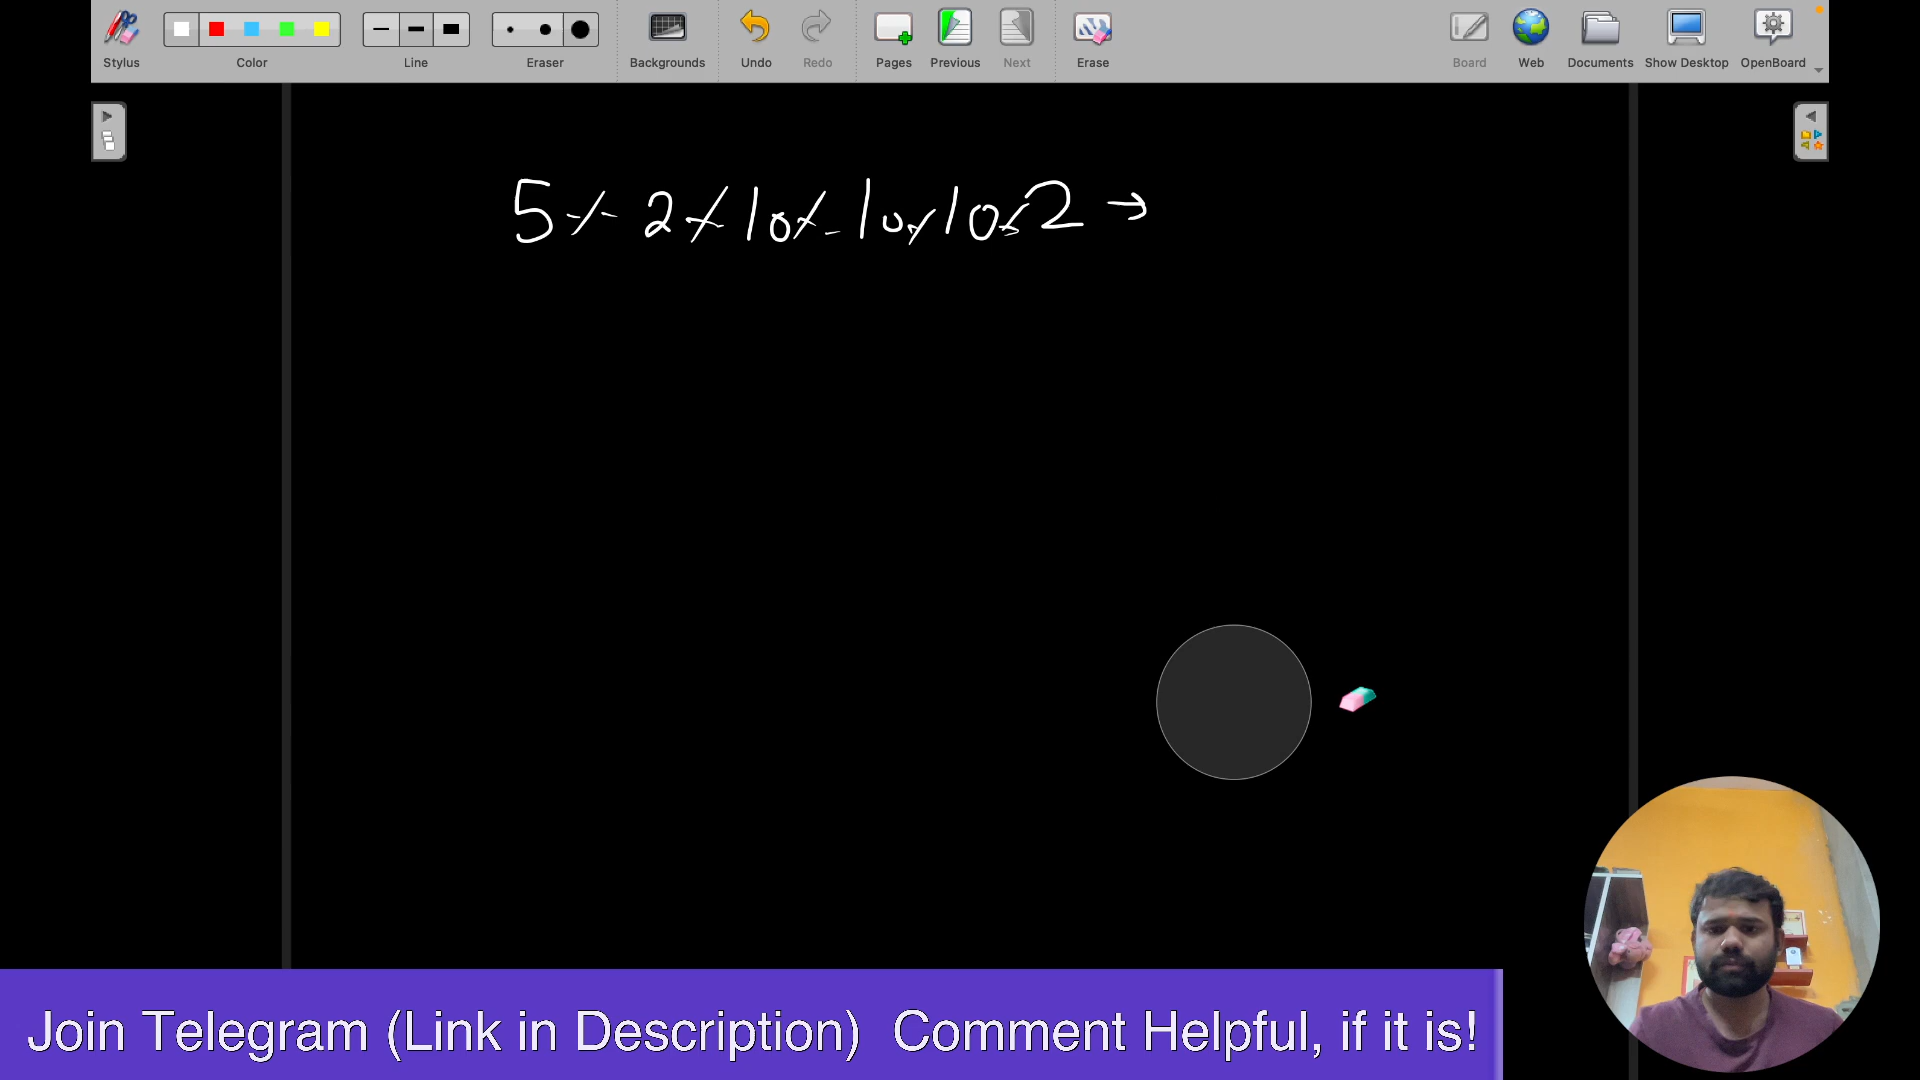 Stylus Color Line Eraser Backgrounds Undo Redo Pages Previous Next Erase Board Web Documents Show Desktop OpenBoard
5 % - 2 % 10 % - 10 % 10 % 2 →
Join Telegram (Link in Description) Comment Helpful, if it is!